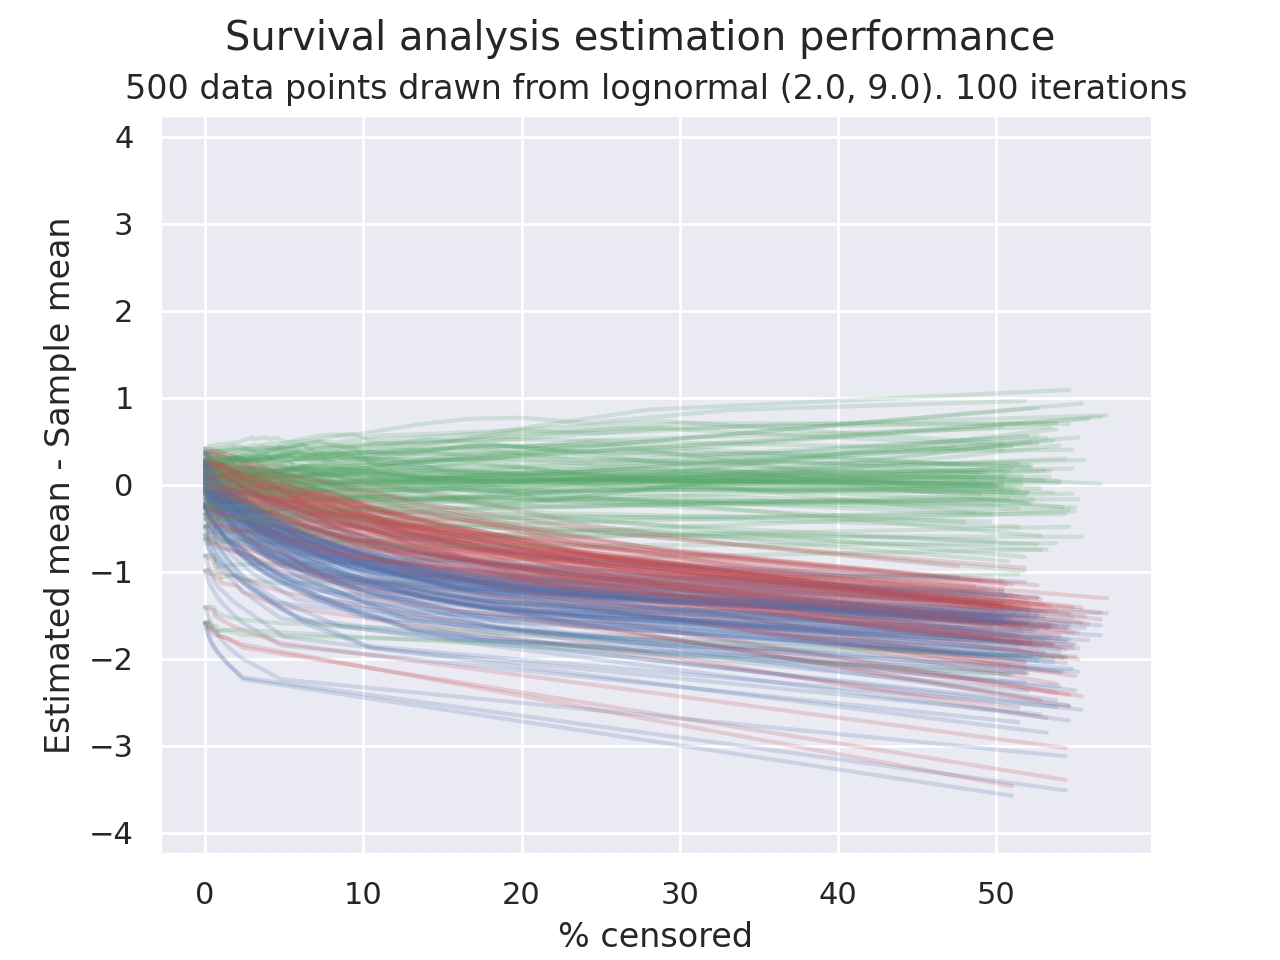 Survival analysis estimation performance
500 data points drawn from lognormal (2.0, 9.0). 100 iterations
4
3
2
1
0
−1
−2
−3
−4
Estimated mean - Sample mean
0 10 20 30 40 50
% censored